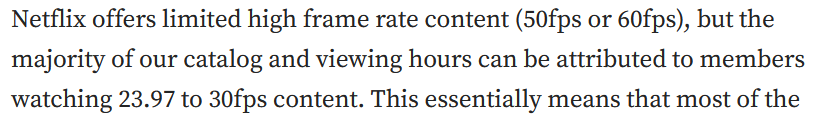 Netflix offers limited high frame rate content (50fps or 60fps), but the
majority of our catalog and viewing hours can be attributed to members
watching 23.97 to 30fps content. This essentially means that most of the